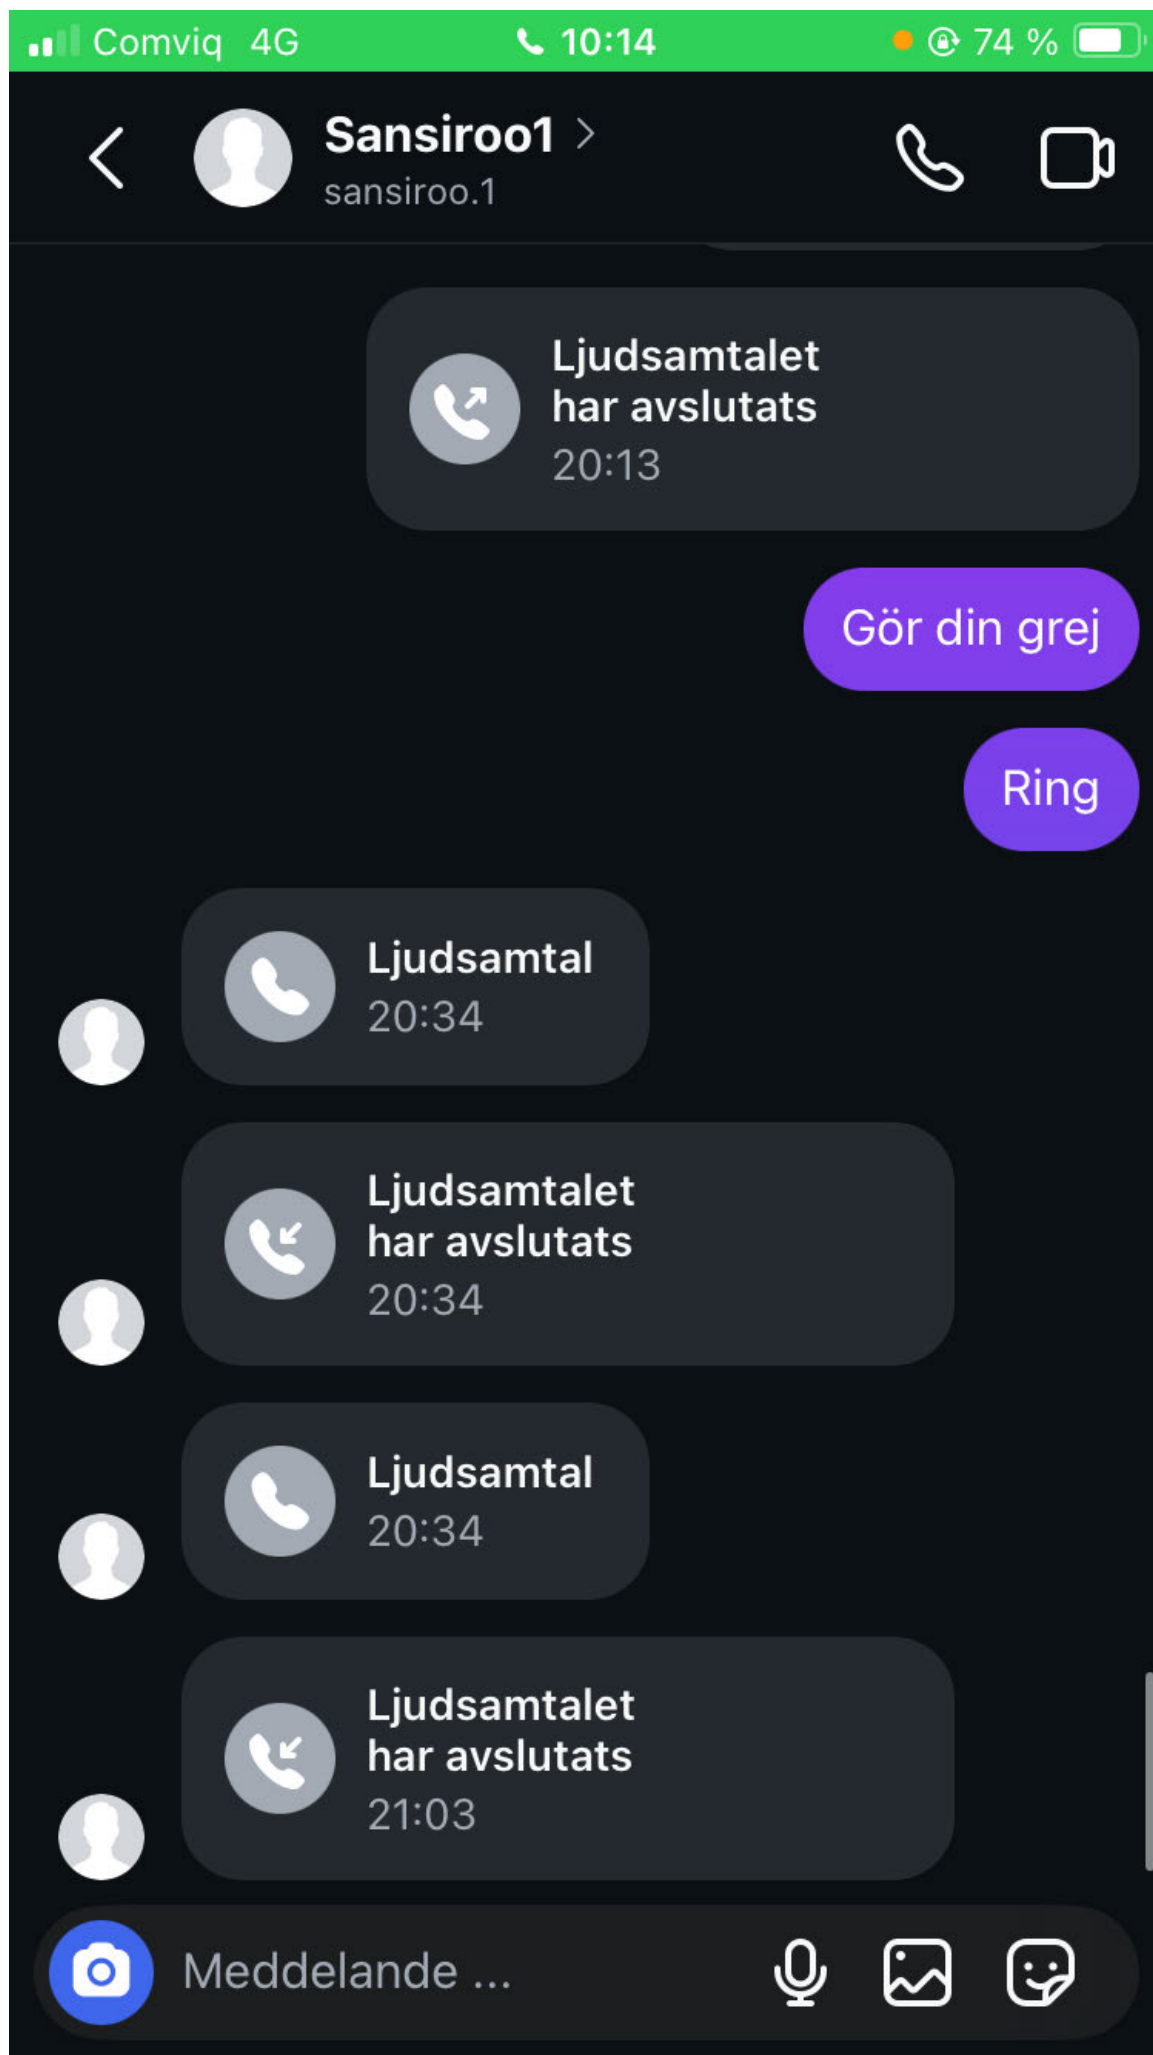 Comviq 4G 10:14 74 %
Sansiroo1
sansiroo.1
Ljudsamtalet
har avslutats
20:13
Gör din grej
Ring
Ljudsamtal
20:34
Ljudsamtalet
har avslutats
20:34
Ljudsamtal
20:34
Ljudsamtalet
har avslutats
21:03
Meddelande ...